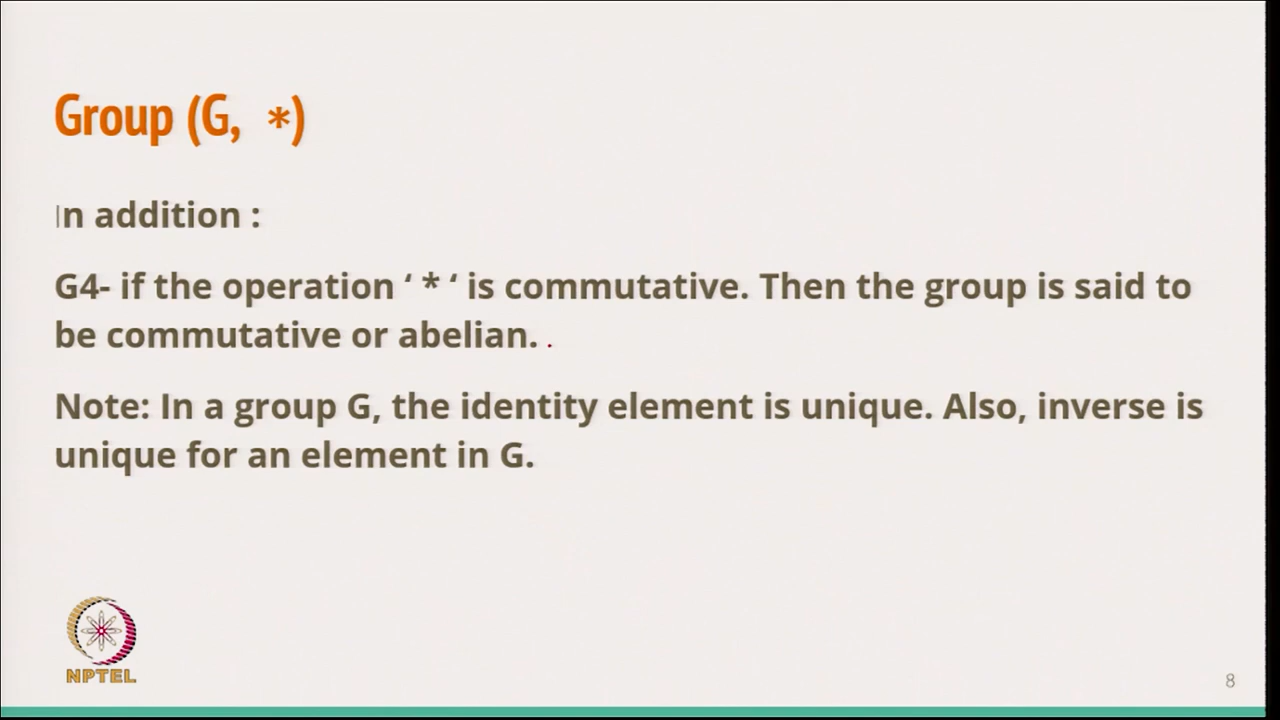 Group (G, *)
In addition :
G4- if the operation ‘ * ‘ is commutative. Then the group is said to
be commutative or abelian. .
Note: In a group G, the identity element is unique. Also, inverse is
unique for an element in G.
NPTEL
8